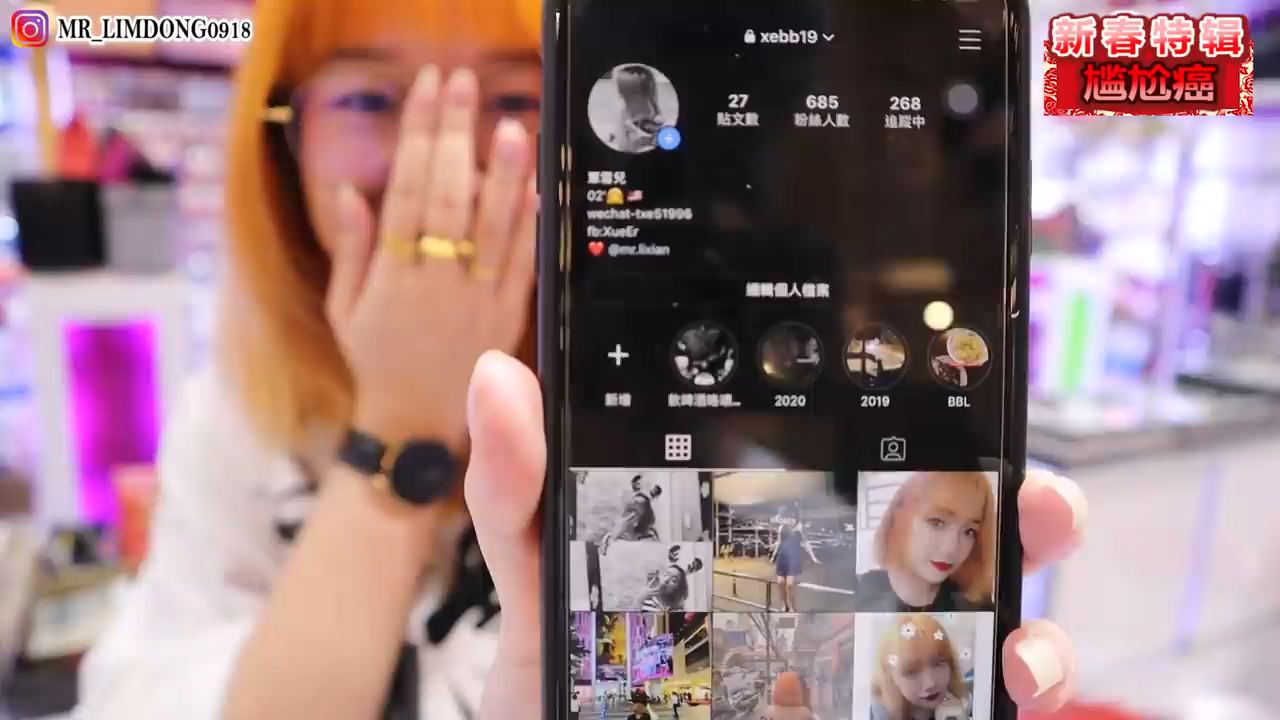 MR_LIMDONG0918
新春特辑
尴尬癌
xebb19
27
685
268
貼文數
粉絲人數
追蹤中
02'
wechat-txe51996
fb:XueEr
@mr.lixian
編輯個人檔案
新增
2020
2019
BBL